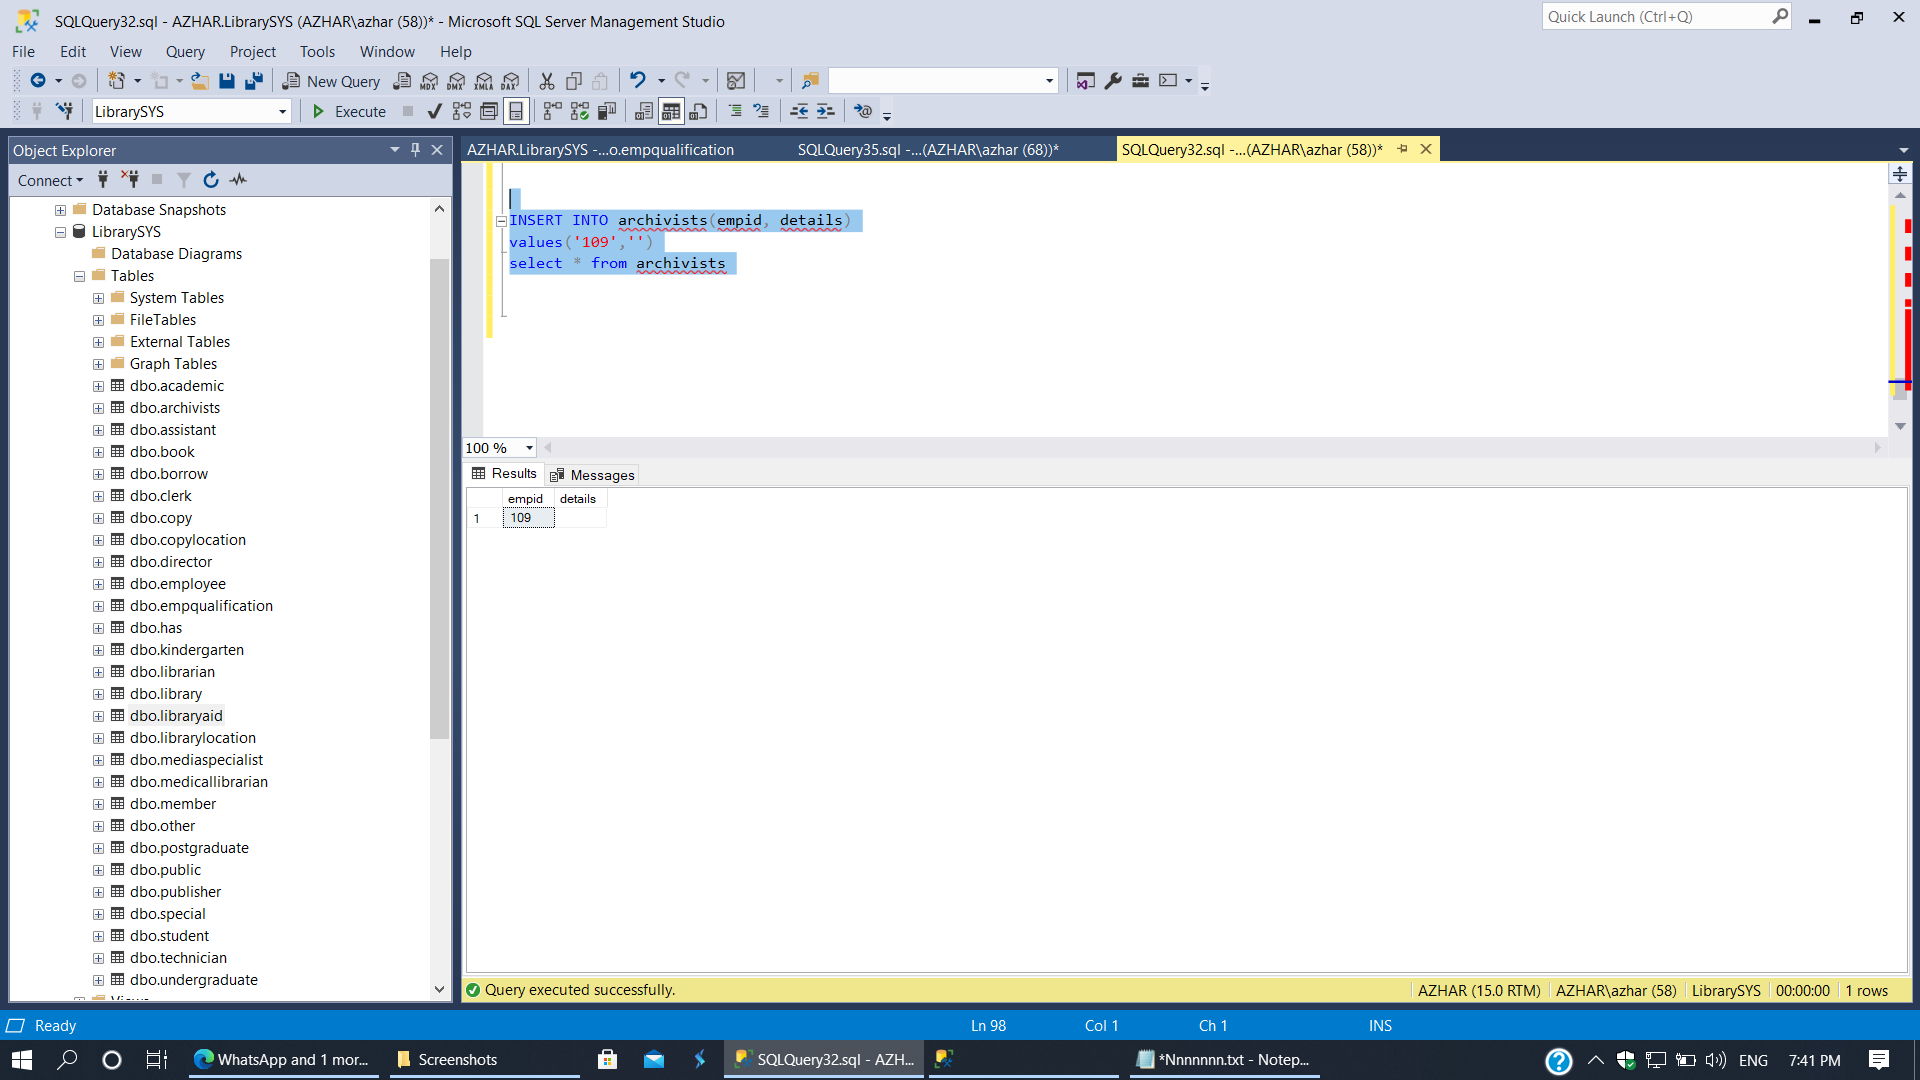 SQLQuery32.sql - AZHAR.LibrarySYS (AZHAR\azhar (58))* - Microsoft SQL Server Management Studio
Quick Launch (Ctrl+Q)
File Edit View Query Project Tools Window Help
New Query MDX DMX XMLA DAX
LibrarySYS Execute
Object Explorer
Connect
Database Snapshots
LibrarySYS
Database Diagrams
Tables
System Tables
FileTables
External Tables
Graph Tables
dbo.academic
dbo.archivists
dbo.assistant
dbo.book
dbo.borrow
dbo.clerk
dbo.copy
dbo.copylocation
dbo.director
dbo.employee
dbo.empqualification
dbo.has
dbo.kindergarten
dbo.librarian
dbo.library
dbo.libraryaid
dbo.librarylocation
dbo.mediaspecialist
dbo.medicallibrarian
dbo.member
dbo.other
dbo.postgraduate
dbo.public
dbo.publisher
dbo.special
dbo.student
dbo.technician
dbo.undergraduate
Views
AZHAR.LibrarySYS -...o.empqualification SQLQuery35.sql -...(AZHAR\azhar (68))* SQLQuery32.sql -...(AZHAR\azhar (58))*
INSERT INTO archivists(empid, details)
values('109','')
select * from archivists
100 %
Results Messages
empid details
1 109
Query executed successfully. AZHAR (15.0 RTM) AZHAR\azhar (58) LibrarySYS 00:00:00 1 rows
Ready Ln 98 Col 1 Ch 1 INS
WhatsApp and 1 mor... Screenshots SQLQuery32.sql - AZH... *Nnnnnnn.txt - Notep... ENG 7:41 PM